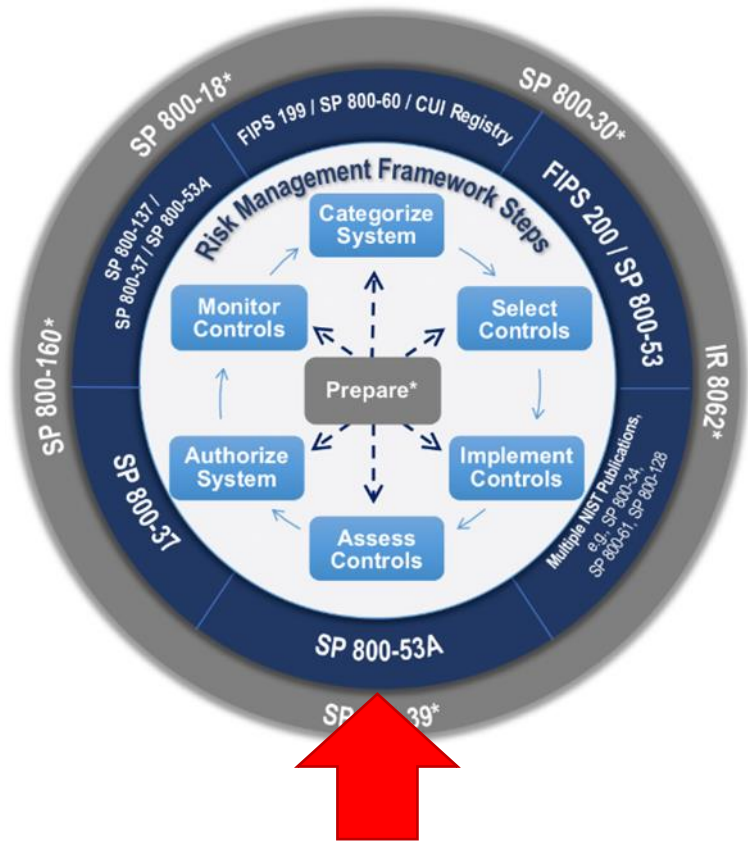 SP 800-18*
SP 800-30*
IR 8062*
SP 39*
SP 800-160*
FIPS 199 / SP 800-60 / CUI Registry
FIPS 200 / SP 800-53
Multiple NIST Publications,
e.g., SP 800-34,
SP 800-61, SP 800-128
SP 800-53A
SP 800-37
SP 800-137 /
SP 800-37 / SP 800-53A
Risk Management Framework Steps
Categorize
System
Select
Controls
Implement
Controls
Assess
Controls
Authorize
System
Monitor
Controls
Prepare*